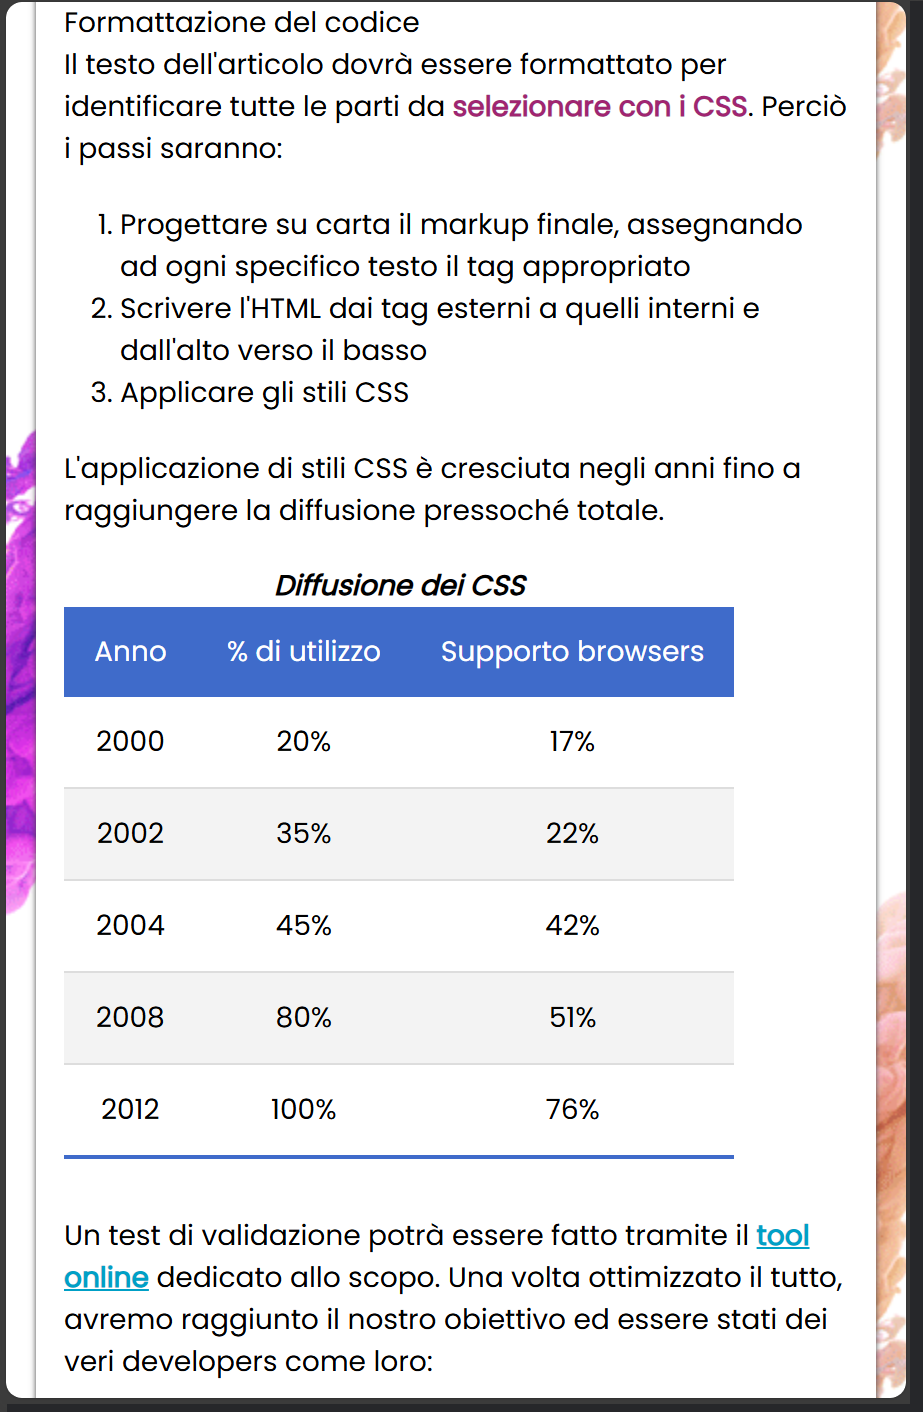 Formattazione del codice
Il testo dell'articolo dovrà essere formattato per
identificare tutte le parti da selezionare con i CSS. Perciò
i passi saranno:
1. Progettare su carta il markup finale, assegnando
ad ogni specifico testo il tag appropriato
2. Scrivere l'HTML dai tag esterni a quelli interni e
dall'alto verso il basso
3. Applicare gli stili CSS
L'applicazione di stili CSS è cresciuta negli anni fino a
raggiungere la diffusione pressoché totale.
Diffusione dei CSS
Anno % di utilizzo Supporto browsers
2000 20% 17%
2002 35% 22%
2004 45% 42%
2008 80% 51%
2012 100% 76%
Un test di validazione potrà essere fatto tramite il tool
online dedicato allo scopo. Una volta ottimizzato il tutto,
avremo raggiunto il nostro obiettivo ed essere stati dei
veri developers come loro: